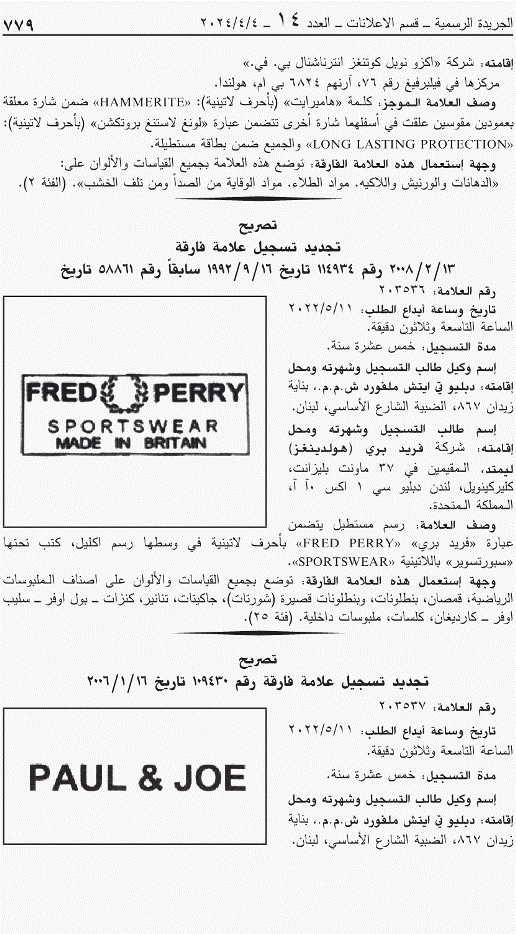 الجريدة الرسمية ــ قسم الاعلانات ــ العدد ١٤ ــ ٢٠٢٤/٤/٤
٧٧٩
إقامته: شركة «اكزو نوبل كوتنغز انترناشنال بي. في.»
مركزها في فيلبرفيغ رقم ٧٦، آرنهم ٦٨٢٤ بي ام، هولندا.
وصف العلامة الموجز: كلمة «هاميرايت» (بأحرف لاتينية): «HAMMERITE» ضمن شارة معلقة
بعمودين مقوسين علقت في أسفلهما شارة أخرى تتضمن عبارة «لونغ لاستنغ بروتكشن» (بأحرف لاتينية):
«LONG LASTING PROTECTION» والجميع ضمن بطاقة مستطيلة.
وجهة إستعمال هذه العلامة الفارقة: توضع هذه العلامة بجميع القياسات والألوان على:
«الدهانات والورنيش واللاكيه. مواد الطلاء. مواد الوقاية من الصدأ ومن تلف الخشب». (الفئة ٢).
تصريح
تجديد تسجيل علامة فارقة
٢٠٠٨/٢/١٣ رقم ١١٤٩٣٤ تاريخ ١٩٩٢/٩/١٦ سابقاً رقم ٥٨٨٦١ تاريخ
رقم العلامة: ٢٠٣٥٣٦
تاريخ وساعة أيداع الطلب: ٢٠٢٢/٥/١١
الساعة التاسعة وثلاثون دقيقة.
مدة التسجيل: خمس عشرة سنة.
إسم وكيل طالب التسجيل وشهرته ومحل
إقامته: دبليو تي ايتش ملفورد ش.م.م.، بناية
زيدان ٨٦٧، الضبية الشارع الأساسي، لبنان.
إسم طالب التسجيل وشهرته ومحل
إقامته: شركة فريد بري (هولدينغز)
ليمتد، المقيمين في ٣٧ ماونت بليزانت،
كليركينويل، لندن دبليو سي ١ اكس ٠آ آ،
المملكة المتحدة.
FRED PERRY
SPORTSWEAR
MADE IN BRITAIN
وصف العلامة: رسم مستطيل يتضمن
عبارة «فريد بري» «FRED PERRY» بأحرف لاتينية في وسطها رسم اكليل، كتب تحتها
«سبورتسوير» باللاتينية «SPORTSWEAR».
وجهة إستعمال هذه العلامة الفارقة: توضع بجميع القياسات والألوان على اصناف الملبوسات
الرياضية، قمصان، بنطلونات، وبنطلونات قصيرة (شورتات)، جاكيتات، تنانير، كنزات ــ بول اوفر ــ سليب
اوفر ــ كارديغان، كلسات، ملبوسات داخلية. (فئة ٢٥).
تصريح
تجديد تسجيل علامة فارقة رقم ١٠٩٤٣٠ تاريخ ٢٠٠٦/١/١٦
رقم العلامة: ٢٠٣٥٣٧
تاريخ وساعة أيداع الطلب: ٢٠٢٢/٥/١١
الساعة التاسعة وثلاثون دقيقة.
مدة التسجيل: خمس عشرة سنة.
إسم وكيل طالب التسجيل وشهرته ومحل
إقامته: دبليو تي ايتش ملفورد ش.م.م.، بناية
زيدان ٨٦٧، الضبية الشارع الأساسي، لبنان.
PAUL & JOE